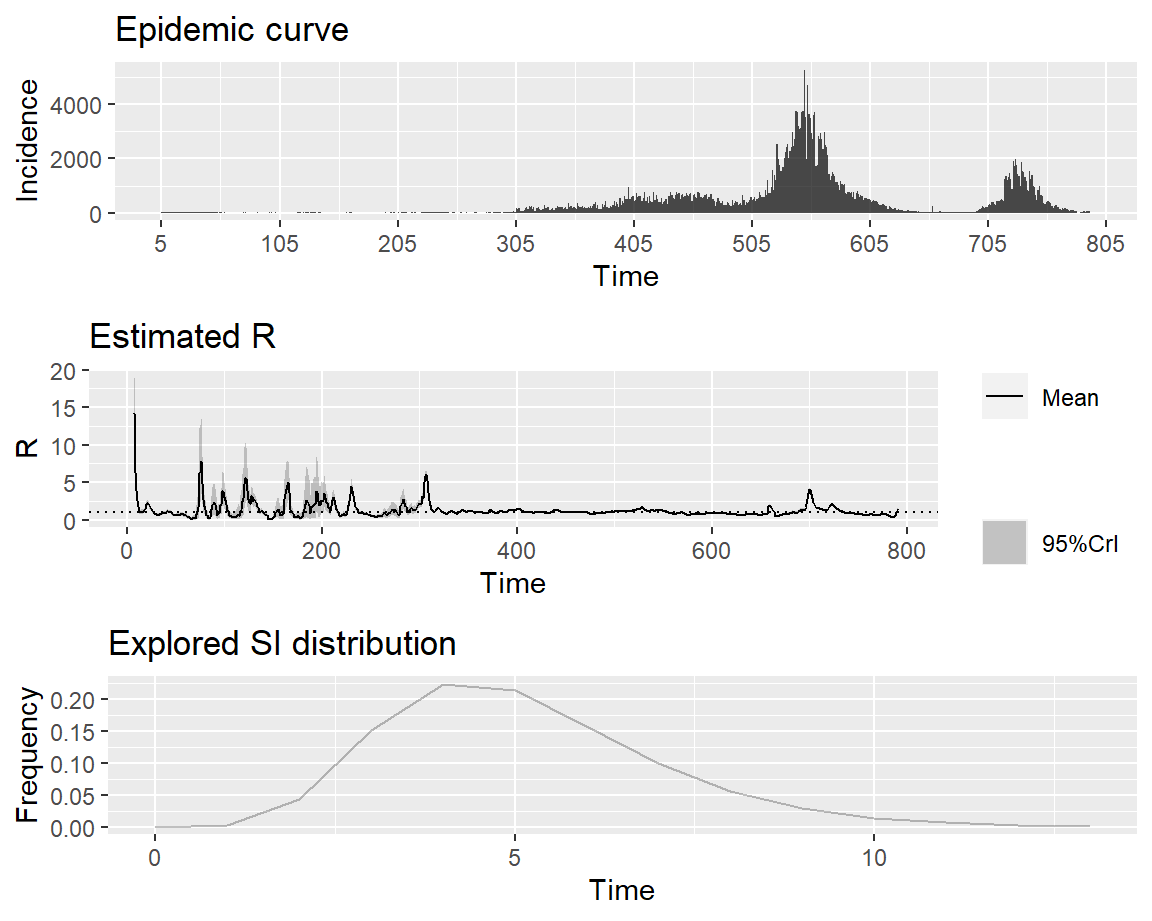 Epidemic curve
Incidence
4000
2000
0
5 105 205 305 405 505 605 705 805
Time
Estimated R
R
20
15
10
5
0
0 200 400 600 800
Time
Mean
95%CrI
Explored SI distribution
Frequency
0.20
0.15
0.10
0.05
0.00
0 5 10
Time